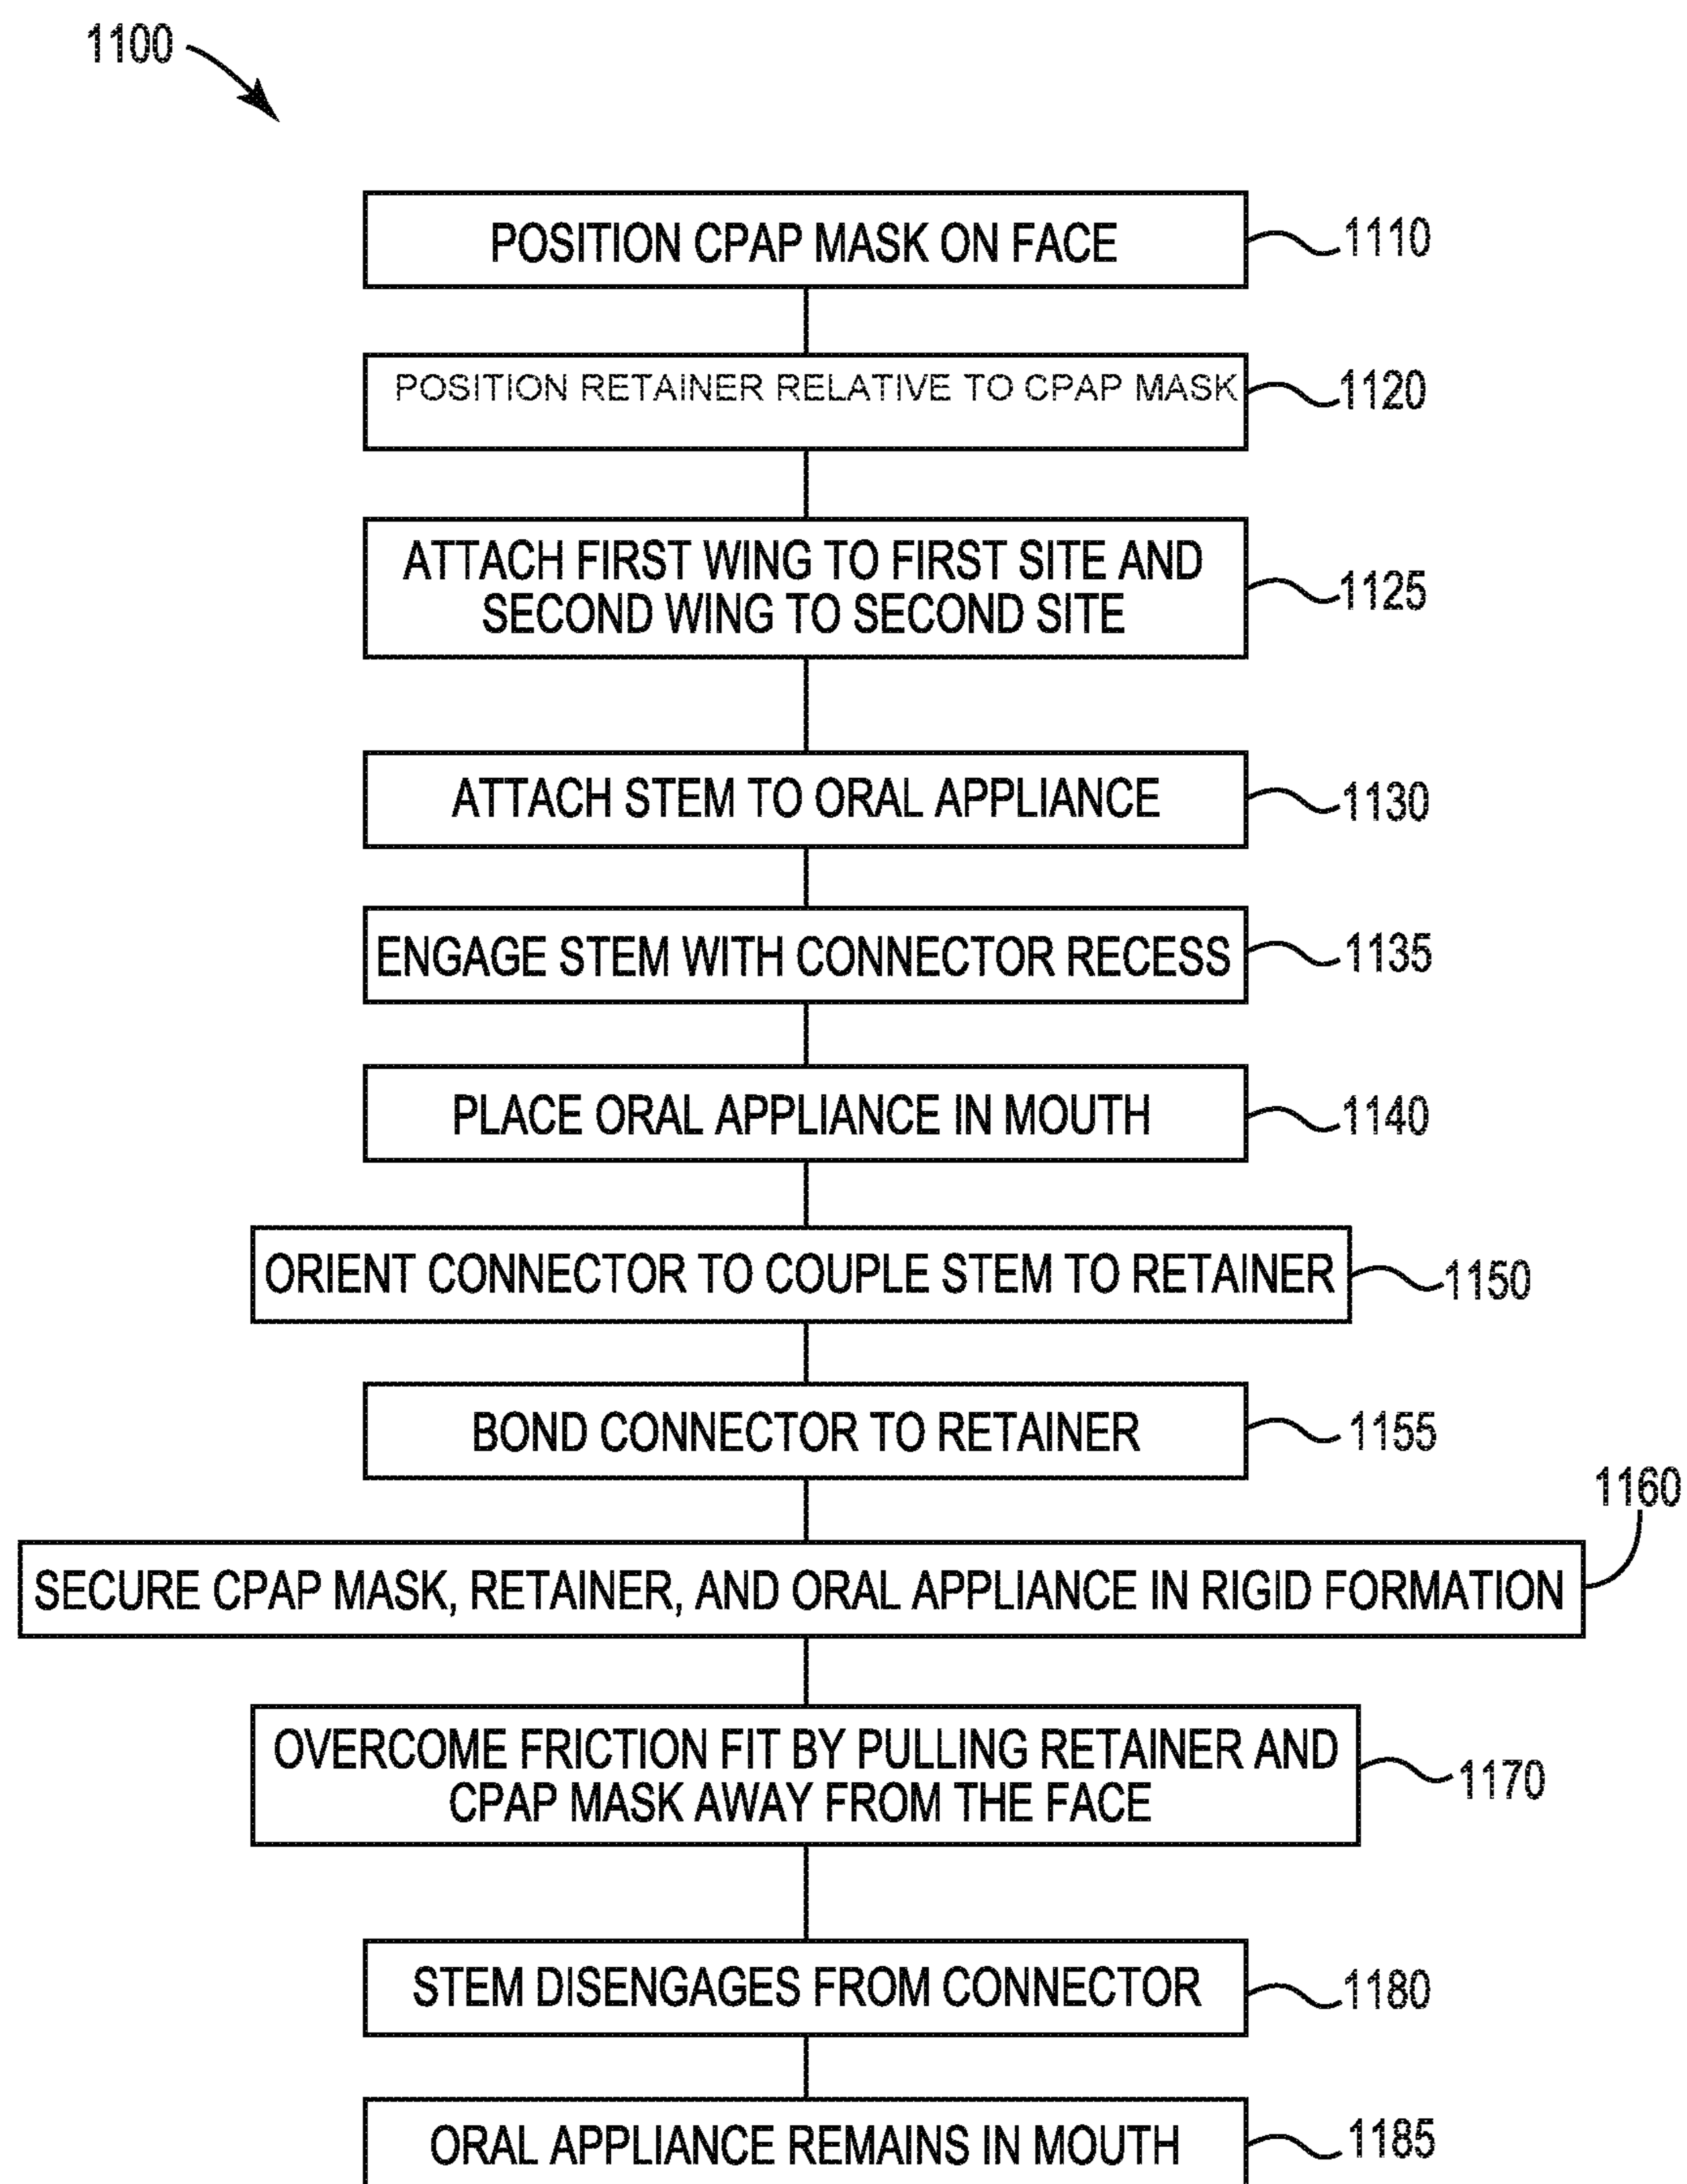 1100
POSITION CPAP MASK ON FACE
1110
POSITION RETAINER RELATIVE TO CPAP MASK
1120
ATTACH FIRST WING TO FIRST SITE AND
SECOND WING TO SECOND SITE
1125
ATTACH STEM TO ORAL APPLIANCE
1130
ENGAGE STEM WITH CONNECTOR RECESS
1135
PLACE ORAL APPLIANCE IN MOUTH
1140
ORIENT CONNECTOR TO COUPLE STEM TO RETAINER
1150
BOND CONNECTOR TO RETAINER
1155
1160
SECURE CPAP MASK, RETAINER, AND ORAL APPLIANCE IN RIGID FORMATION
OVERCOME FRICTION FIT BY PULLING RETAINER AND
CPAP MASK AWAY FROM THE FACE
1170
STEM DISENGAGES FROM CONNECTOR
1180
ORAL APPLIANCE REMAINS IN MOUTH
1185